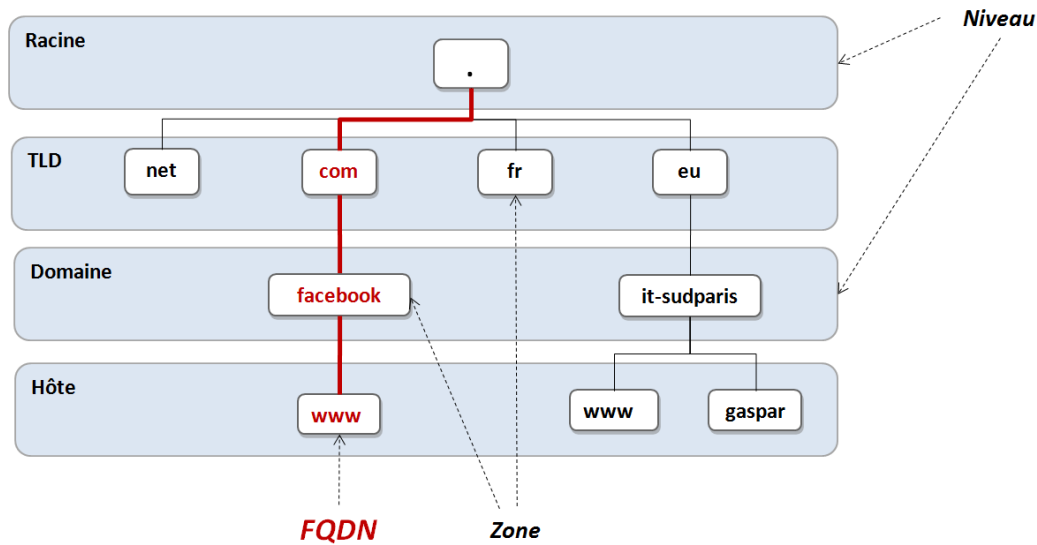 Niveau
Racine
.
TLD
net
com
fr
eu
Domaine
facebook
it-sudparis
Hôte
www
www
gaspar
FQDN
Zone